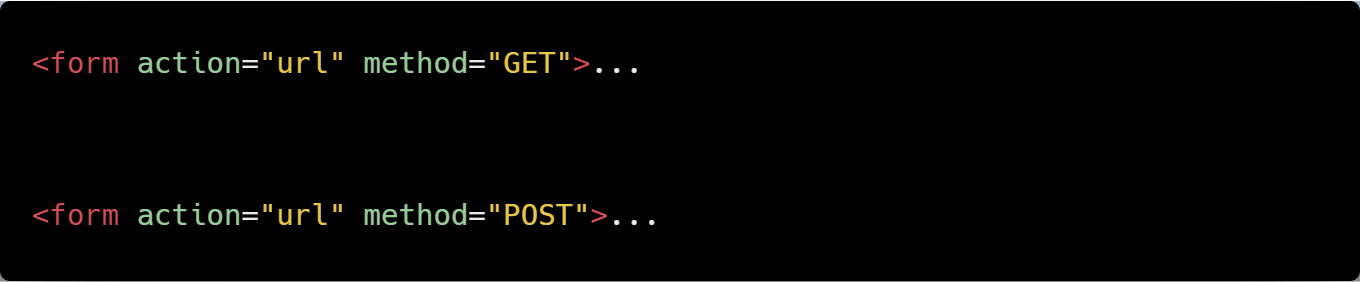 <form action="url" method="GET">...
<form action="url" method="POST">...